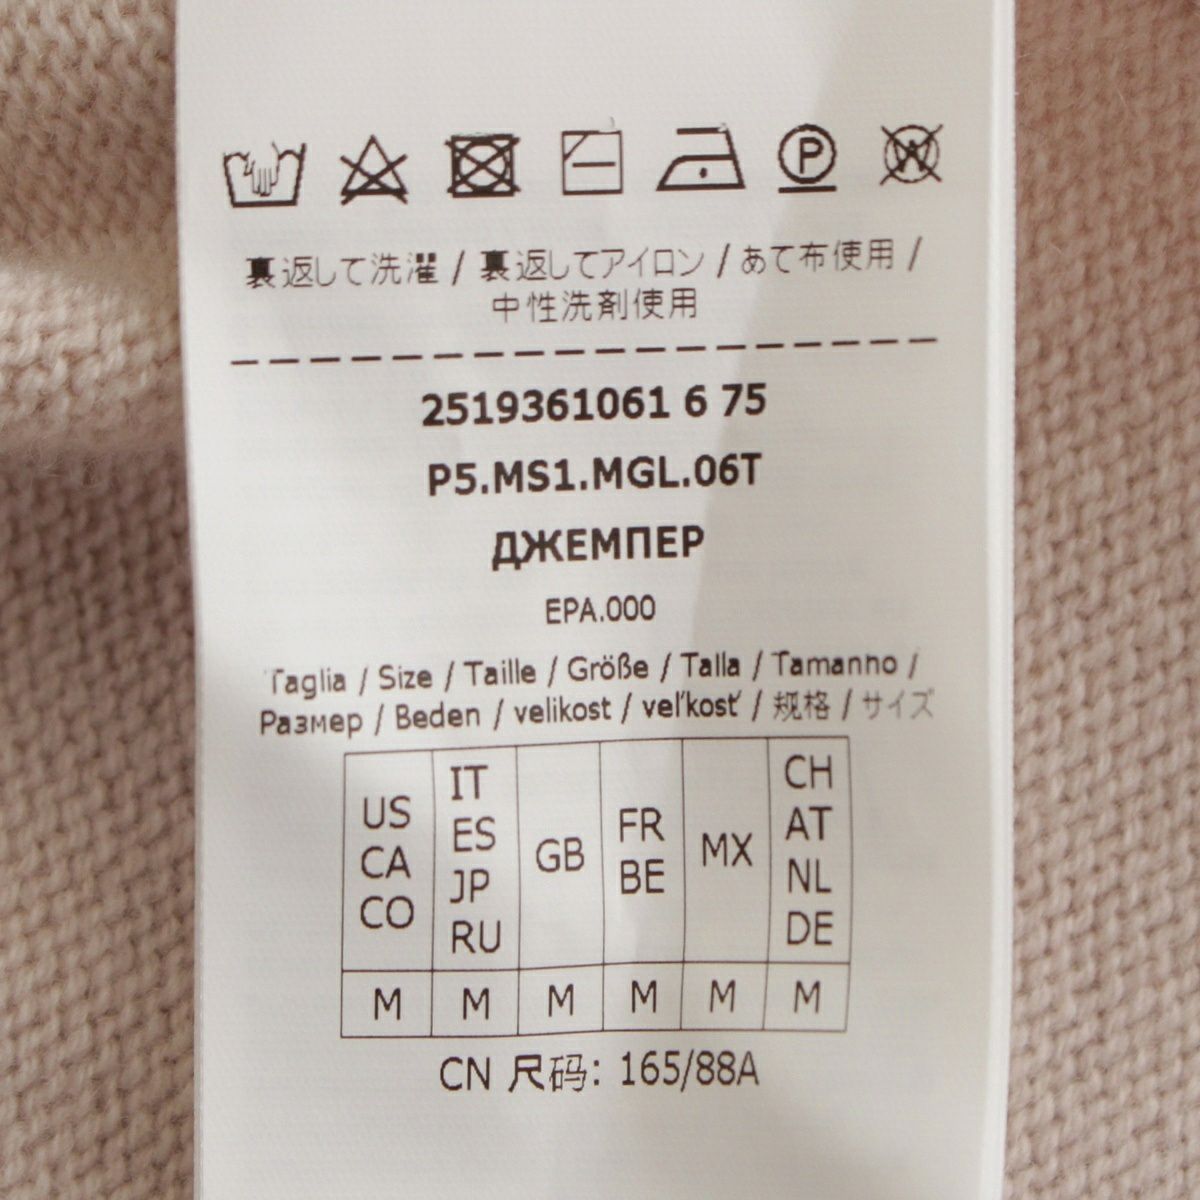 P W
裏返して洗濯 / 裏返してアイロン / あて布使用 /
中性洗剤使用
2519361061 6 75
P5.MS1.MGL.06T
ДЖЕМПЕР
EPA.000
Taglia / Size / Taille / Größe / Talla / Tamanho /
Размер / Beden / velikost / veľkosť / 规格 / サイズ
US CA CO
IT ES JP RU
GB
FR BE
MX
CH AT NL DE
M M M M M M
CN 尺码: 165/88A